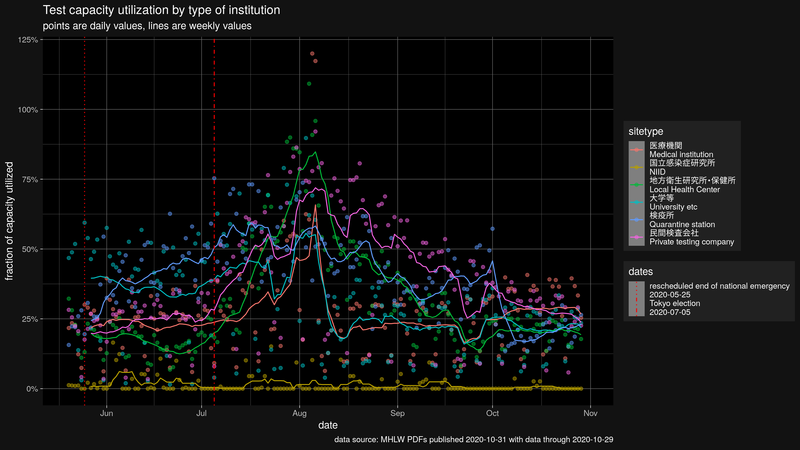 Test capacity utilization by type of institution
points are daily values, lines are weekly values
125%
100%
75%
50%
25%
0%
fraction of capacity utilized
Jun
Jul
Aug
Sep
Oct
Nov
date
sitetype
医療機関
Medical institution
国立感染症研究所
NIID
地方衛生研究所・保健所
Local Health Center
大学等
University etc
検疫所
Quarantine station
民間検査会社
Private testing company
dates
rescheduled end of national emergency
2020-05-25
Tokyo election
2020-07-05
data source: MHLW PDFs published 2020-10-31 with data through 2020-10-29